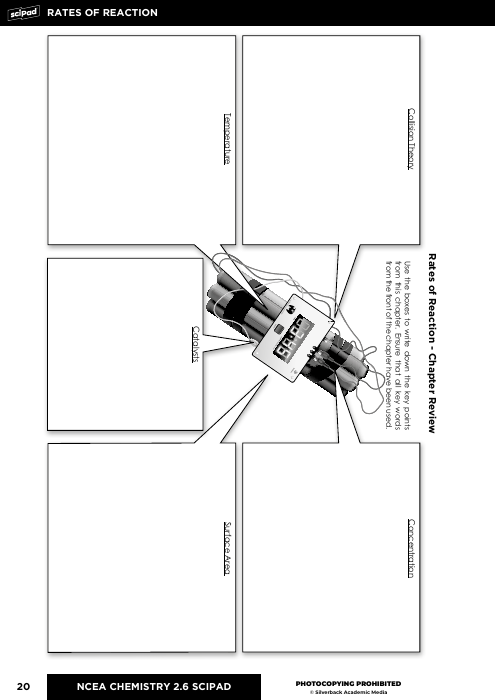 scipad RATES OF REACTION
Rates of Reaction - Chapter Review
Use the boxes to write down the key points
from this chapter. Ensure that all key words
from the front of the chapter have been used.
Collision Theory
Concentration
Temperature
Catalysts
Surface Area
20
NCEA CHEMISTRY 2.6 SCIPAD
PHOTOCOPYING PROHIBITED
© Silverback Academic Media